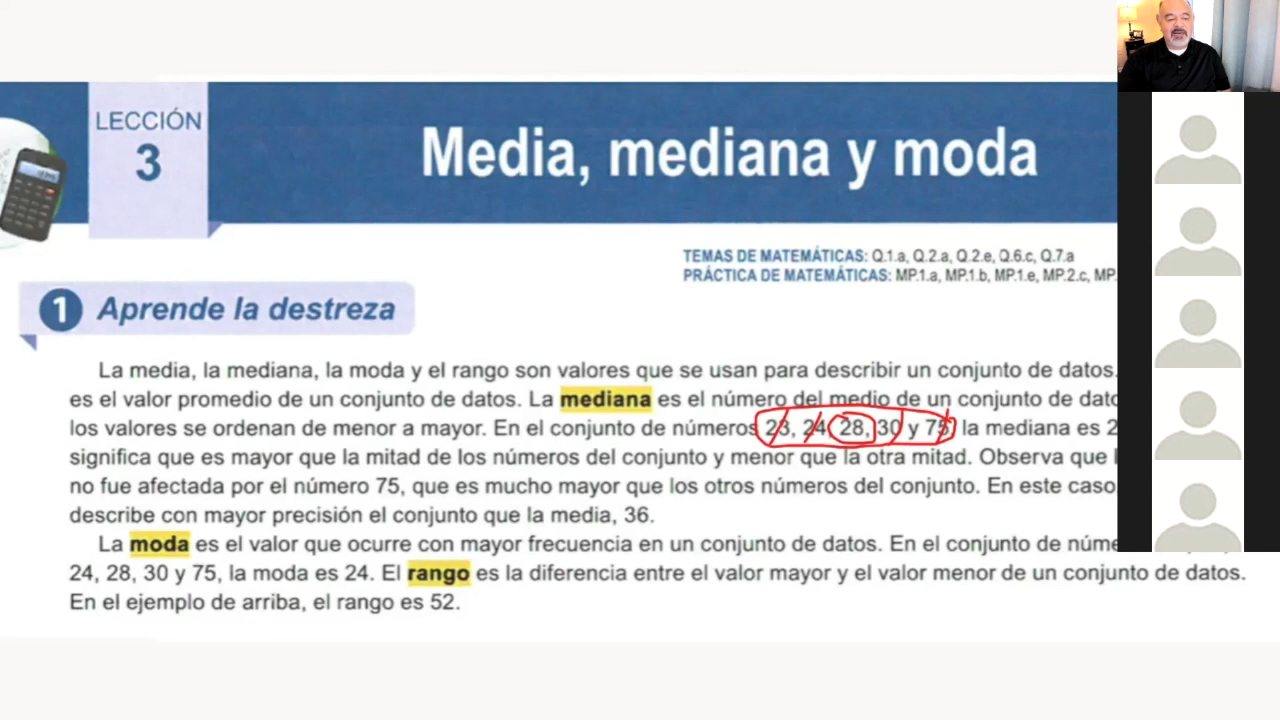 LECCIÓN
3
Media, mediana y moda
TEMAS DE MATEMÁTICAS: Q.1.a, Q.2.a, Q.2.e, Q.6.c, Q.7.a
PRÁCTICA DE MATEMÁTICAS: MP.1.a, MP.1.b, MP.1.e, MP.2.c, MP.
1 Aprende la destreza
La media, la mediana, la moda y el rango son valores que se usan para describir un conjunto de datos.
es el valor promedio de un conjunto de datos. La mediana es el número del medio de un conjunto de
los valores se ordenan de menor a mayor. En el conjunto de números 23, 24, 28, 30 y 75, la mediana es
significa que es mayor que la mitad de los números del conjunto y menor que la otra mitad. Observa que
no fue afectada por el número 75, que es mucho mayor que los otros números del conjunto. En este caso
describe con mayor precisión el conjunto que la media, 36.
La moda es el valor que ocurre con mayor frecuencia en un conjunto de datos. En el conjunto de
24, 28, 30 y 75, la moda es 24. El rango es la diferencia entre el valor mayor y el valor menor de un conjunto de datos.
En el ejemplo de arriba, el rango es 52.